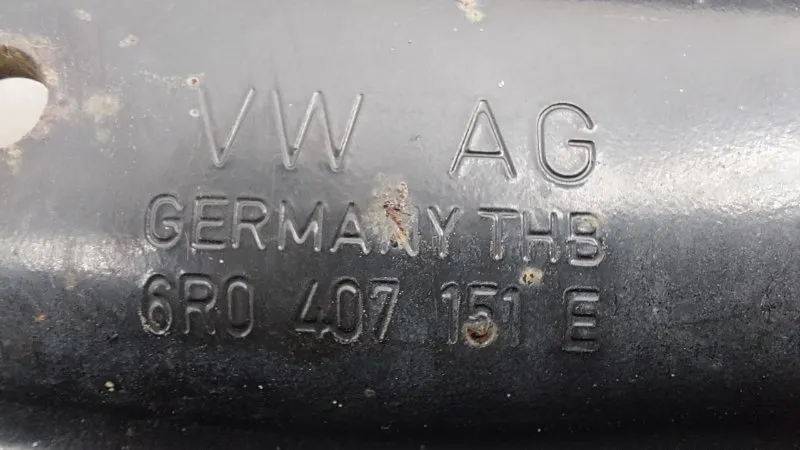 VW AG
GERMANY THB
6R0 407 151 E